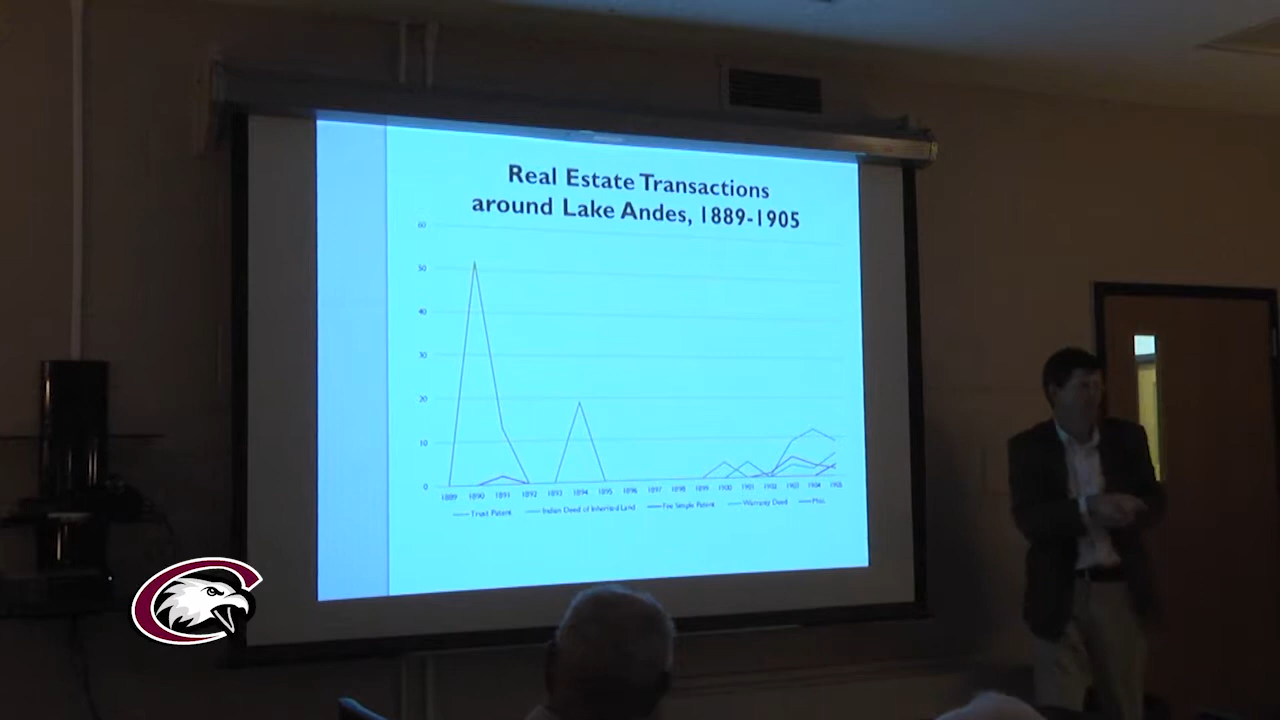 Real Estate Transactions
around Lake Andes, 1889-1905
60
50
40
30
20
10
0
1889 1890 1891 1892 1893 1894 1895 1896 1897 1898 1899 1900 1901 1902 1903 1904 1905
Trust Patent Indian Deed of Inherited Land Fee Simple Patent Warranty Deed Misc.
C